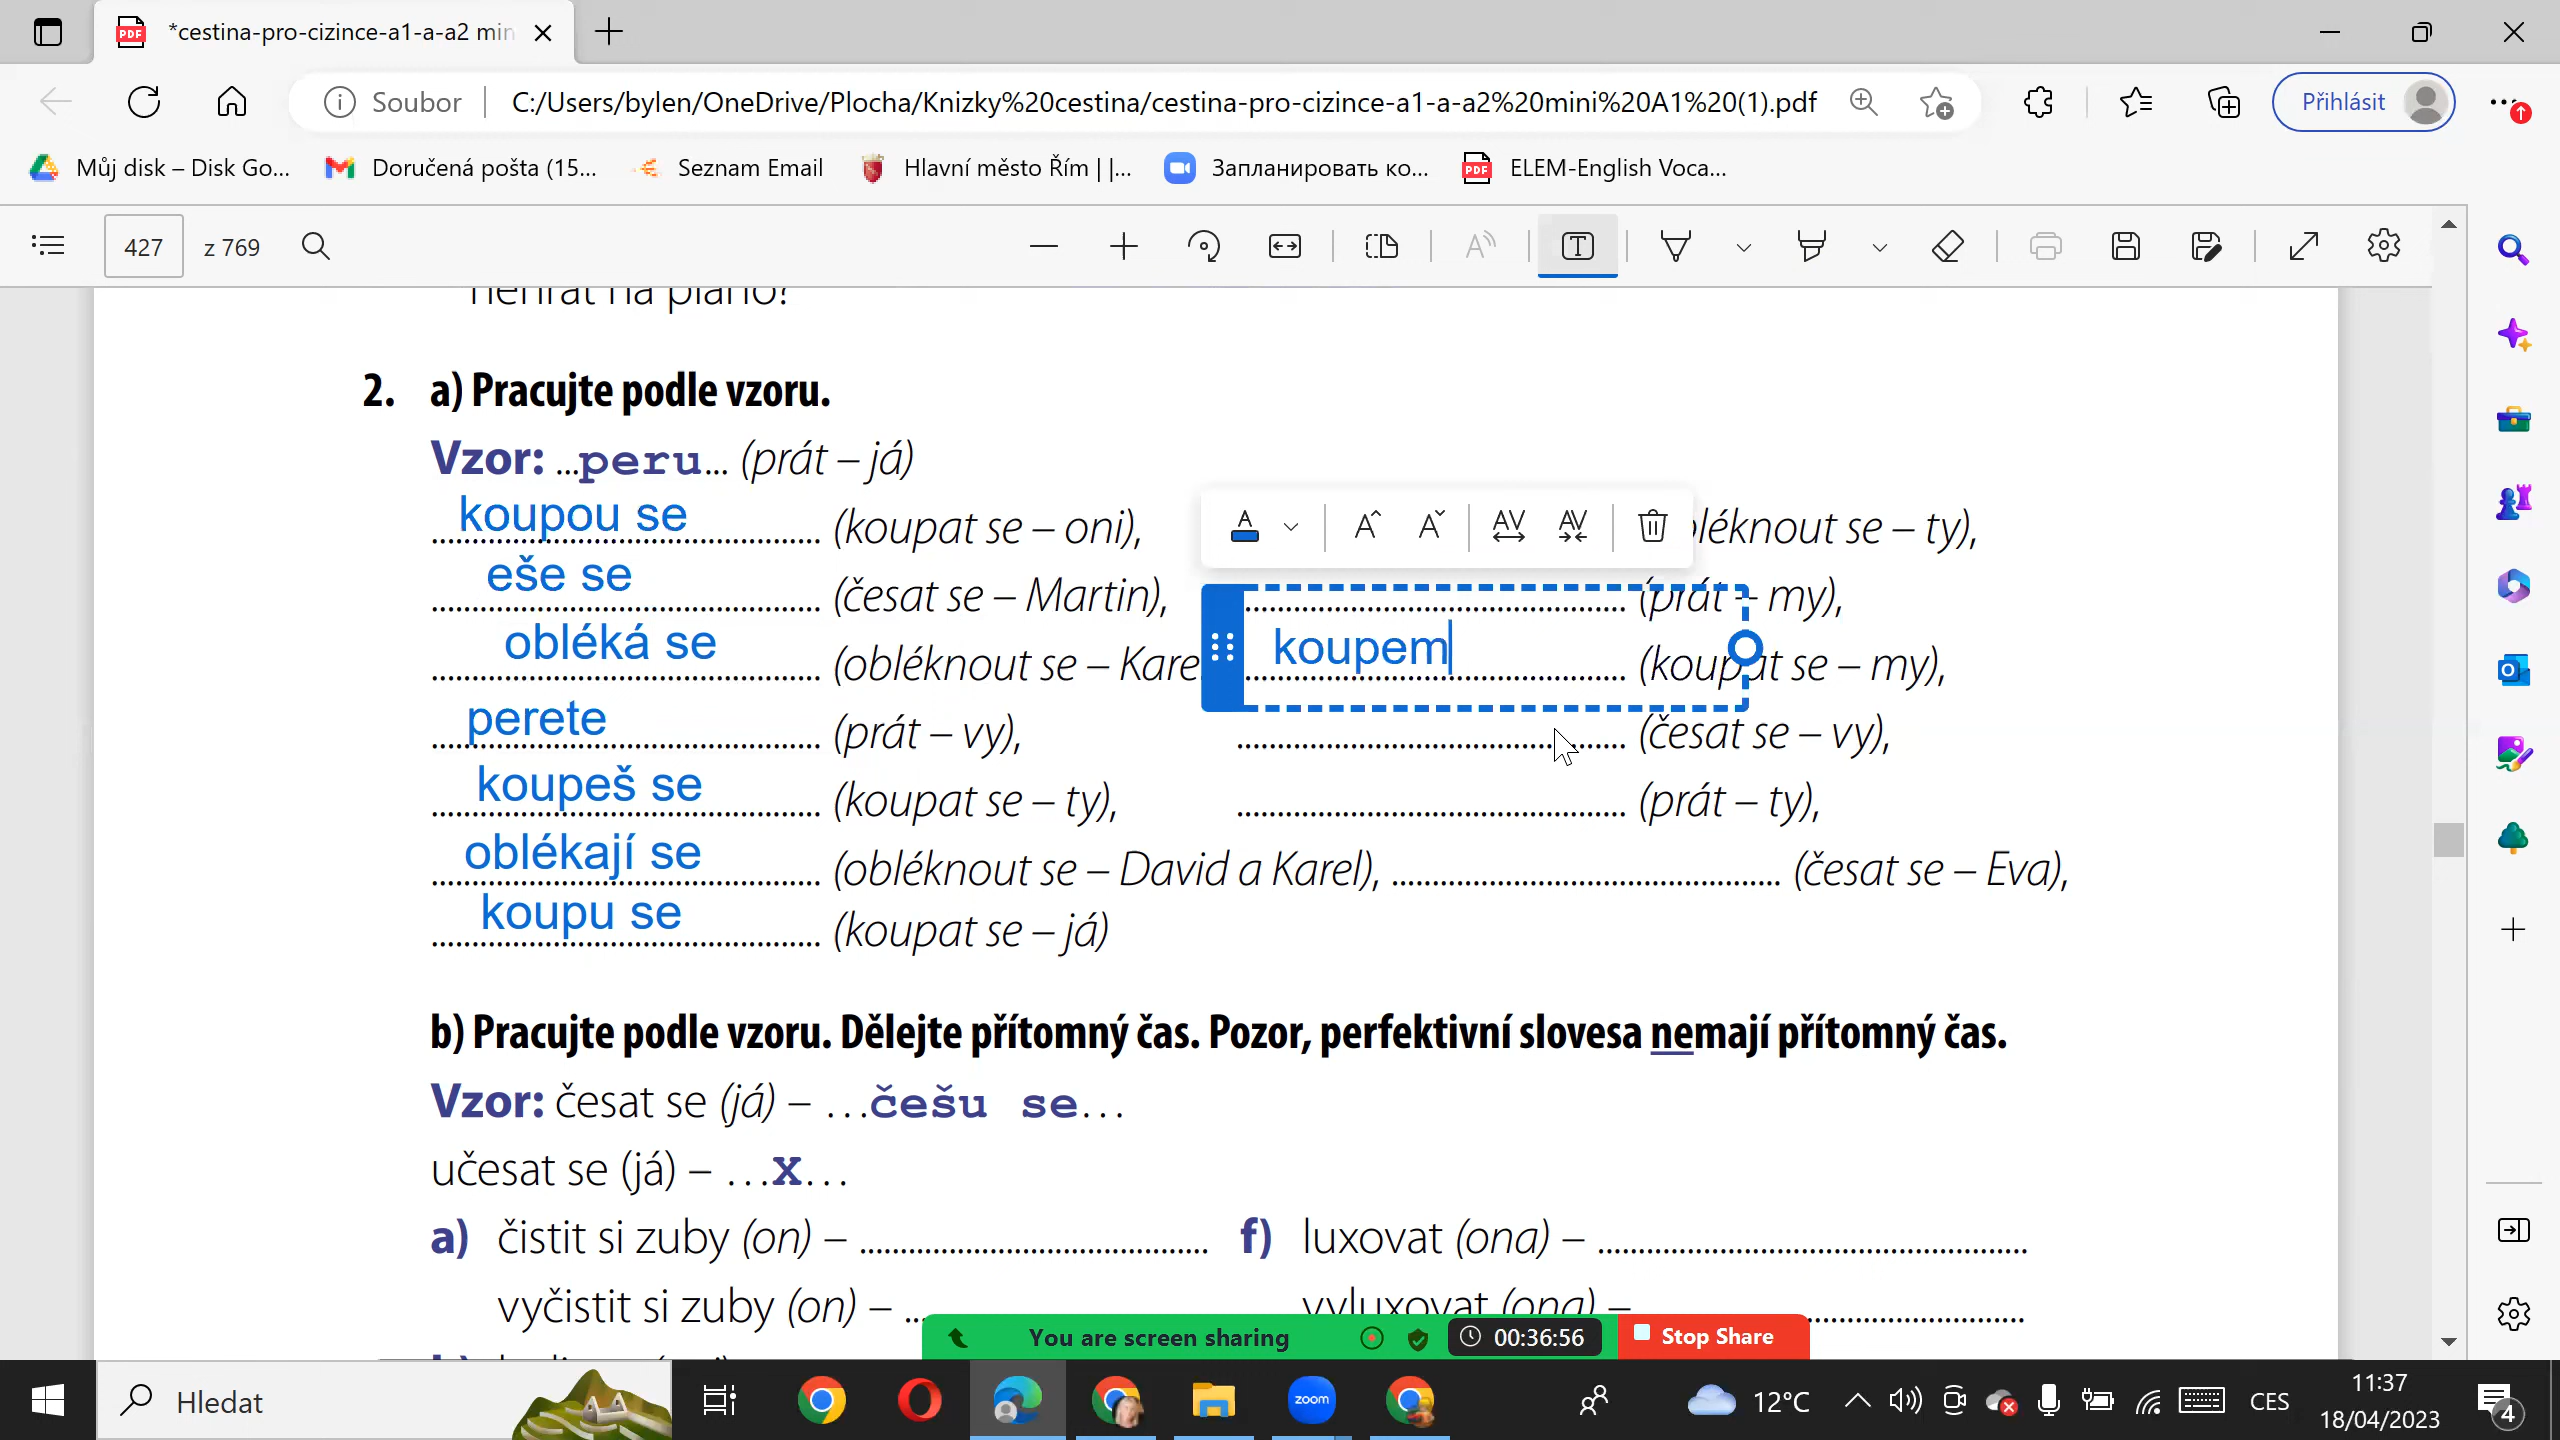 *cestina-pro-cizince-a1-a-a2 min
Soubor
C:/Users/bylen/OneDrive/Plocha/Knizky%20cestina/cestina-pro-cizince-a1-a-a2%20mini%20A1%20(1).pdf
Přihlásit
Můj disk – Disk Go...
Doručená pošta (15...
Seznam Email
Hlavní město Řím | |...
Запланировать ко...
ELEM-English Voca...
427 z 769
nehrát na piano?
2. a) Pracujte podle vzoru.
Vzor: ...peru... (prát – já)
koupou se (koupat se – oni), bléknout se – ty),
eše se (česat se – Martin), (prát – my),
obléká se (obléknout se – Kare koupem (koupat se – my),
perete (prát – vy), (česat se – vy),
koupeš se (koupat se – ty), (prát – ty),
oblékají se (obléknout se – David a Karel), (česat se – Eva),
koupu se (koupat se – já)
b) Pracujte podle vzoru. Dělejte přítomný čas. Pozor, perfektivní slovesa nemají přítomný čas.
Vzor: česat se (já) – ...češu se...
učesat se (já) – ...X...
a) čistit si zuby (on) – f) luxovat (ona) –
vyčistit si zuby (on) – vyluxovat (ona) –
You are screen sharing
00:36:56
Stop Share
Hledat
zoom
12°C
CES
11:37
18/04/2023
4